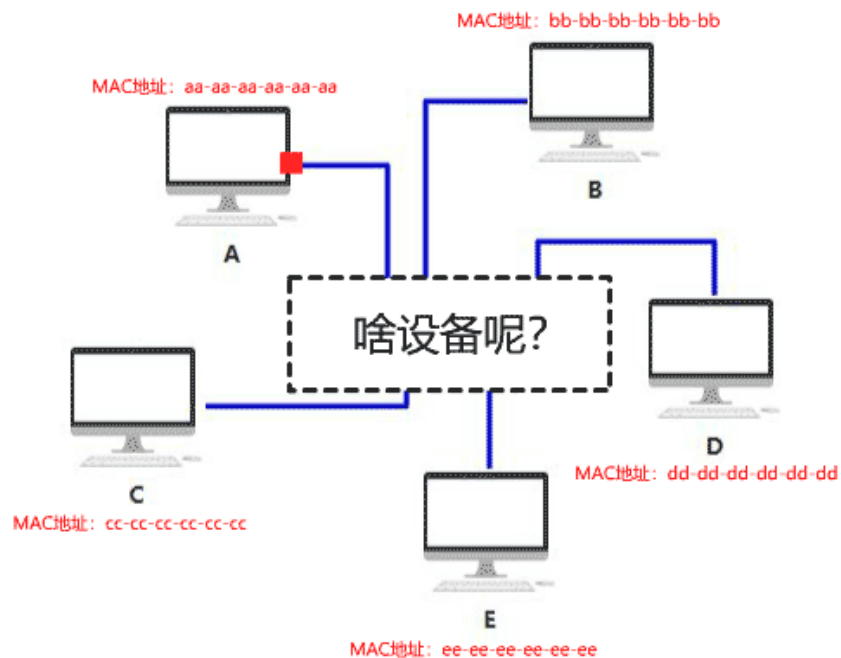 MAC地址：bb-bb-bb-bb-bb-bb
MAC地址：aa-aa-aa-aa-aa-aa
B
A
啥设备呢？
D
MAC地址：dd-dd-dd-dd-dd-dd
C
MAC地址：cc-cc-cc-cc-cc-cc
E
MAC地址：ee-ee-ee-ee-ee-ee